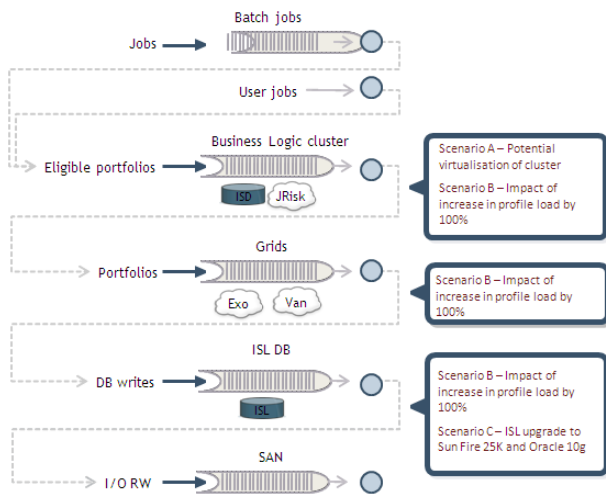 Batch jobs
Jobs
User jobs
Business Logic cluster
Eligible portfolios
ISD
JRisk
Scenario A – Potential
virtualisation of cluster
Scenario B – Impact of
increase in profile load by
100%
Grids
Portfolios
Exo
Van
Scenario B – Impact of
increase in profile load by
100%
ISL DB
DB writes
ISL
Scenario B – Impact of
increase in profile load by
100%
Scenario C – ISL upgrade to
Sun Fire 25K and Oracle 10g
SAN
I/O RW